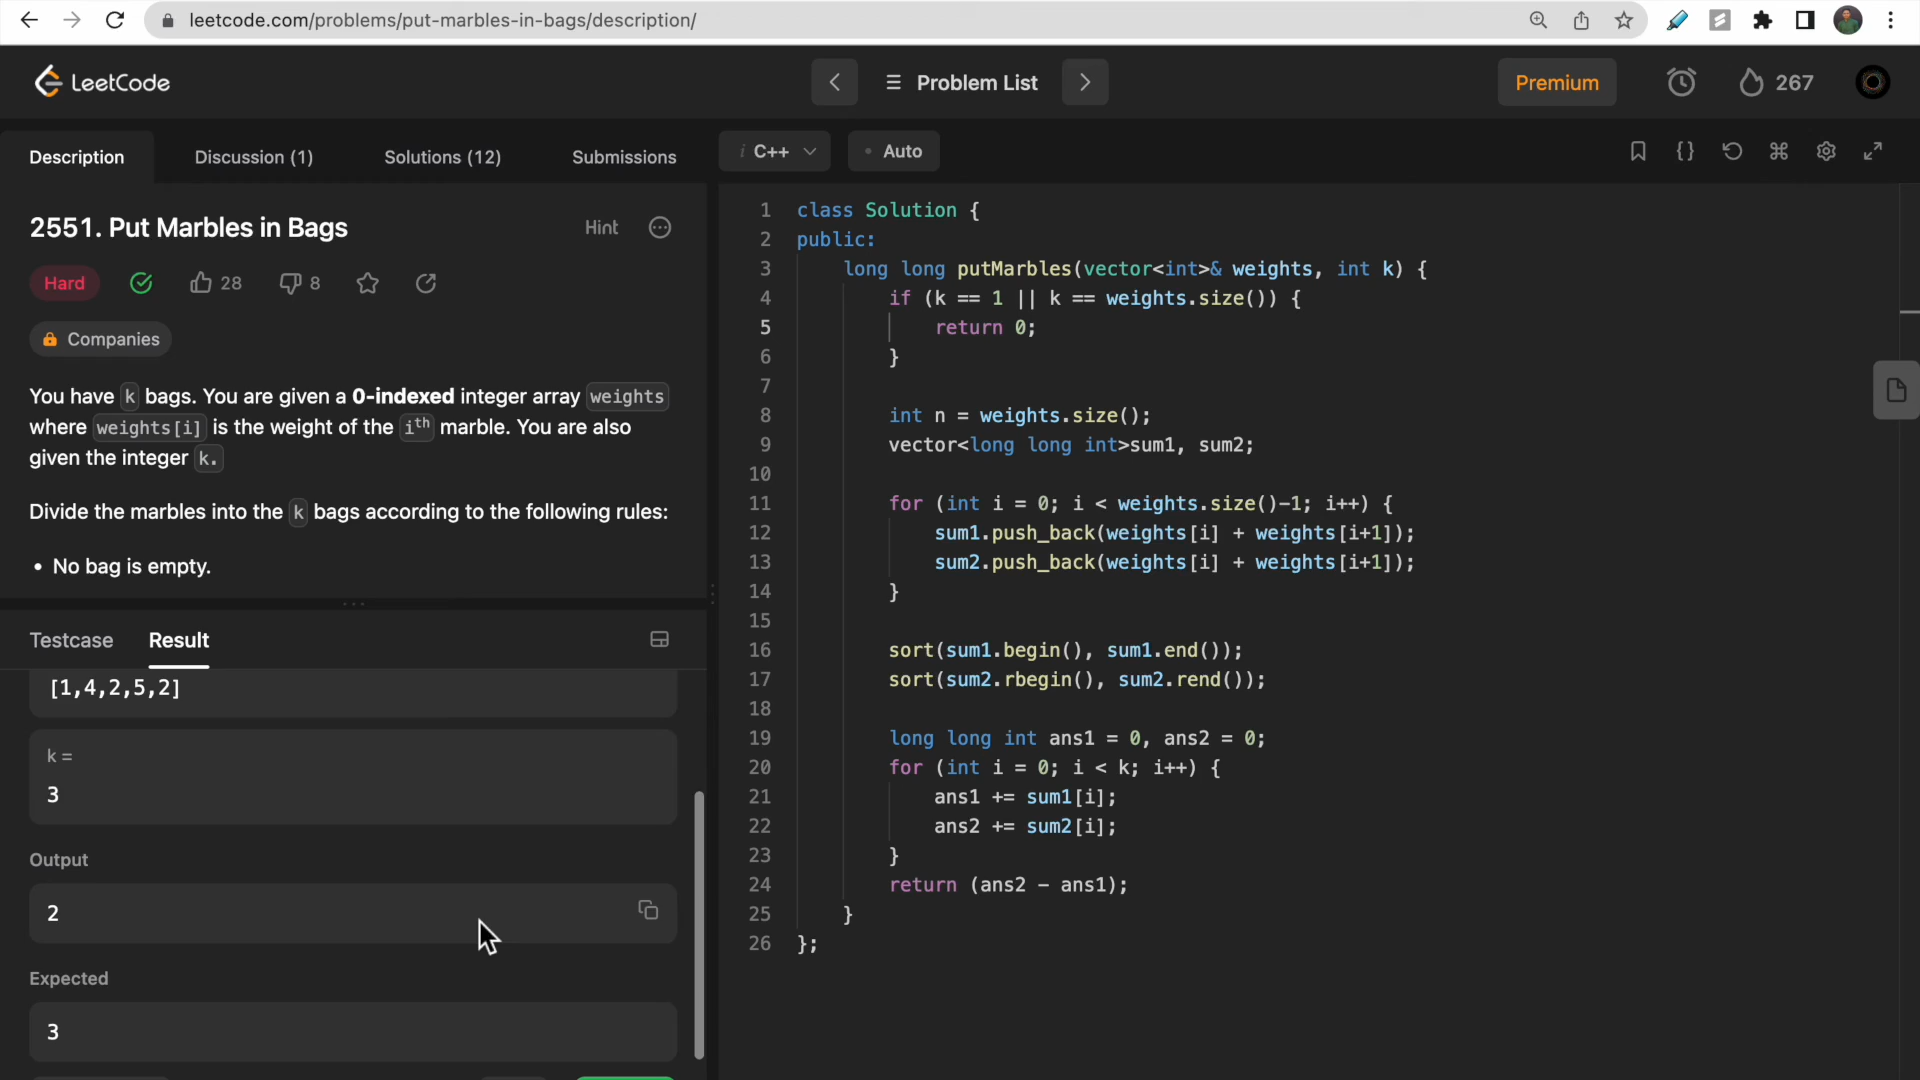 leetcode.com/problems/put-marbles-in-bags/description/
LeetCode
Problem List
Premium
267
Description
Discussion (1)
Solutions (12)
Submissions
i C++
• Auto
2551. Put Marbles in Bags
Hint
Hard
28
8
Companies
You have k bags. You are given a 0-indexed integer array weights
where weights[i] is the weight of the ith marble. You are also
given the integer k.
Divide the marbles into the k bags according to the following rules:
• No bag is empty.
Testcase
Result
[1,4,2,5,2]
k =
3
Output
2
Expected
3
1 class Solution {
2 public:
3 long long putMarbles(vector<int>& weights, int k) {
4 if (k == 1 || k == weights.size()) {
5 return 0;
6 }
7
8 int n = weights.size();
9 vector<long long int>sum1, sum2;
10
11 for (int i = 0; i < weights.size()-1; i++) {
12 sum1.push_back(weights[i] + weights[i+1]);
13 sum2.push_back(weights[i] + weights[i+1]);
14 }
15
16 sort(sum1.begin(), sum1.end());
17 sort(sum2.rbegin(), sum2.rend());
18
19 long long int ans1 = 0, ans2 = 0;
20 for (int i = 0; i < k; i++) {
21 ans1 += sum1[i];
22 ans2 += sum2[i];
23 }
24 return (ans2 - ans1);
25 }
26 };